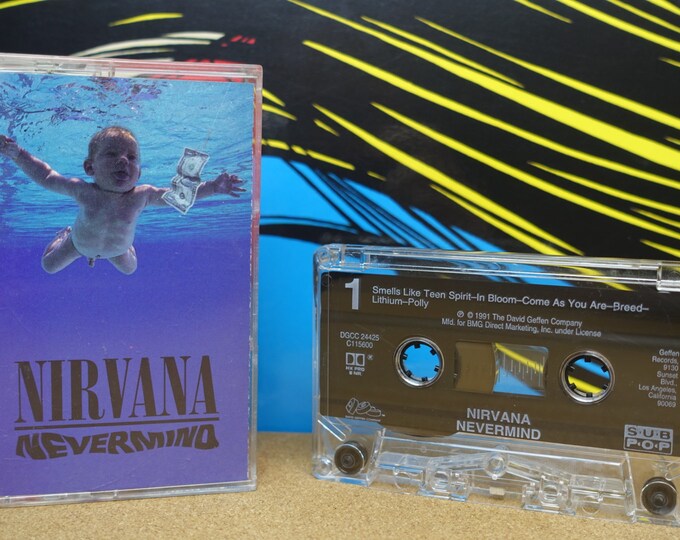 NIRVANA
NEVERMIND
1
Smells Like Teen Spirit–In Bloom–Come As You Are–Breed–
Lithium–Polly
℗ © 1991 The David Geffen Company
Mfd. for BMG Direct Marketing, Inc. under License
DGCC 24425
C115600
Geffen
Records,
9130
Sunset
Blvd.,
Los Angeles,
California
90069
NIRVANA
NEVERMIND
SUB
POP